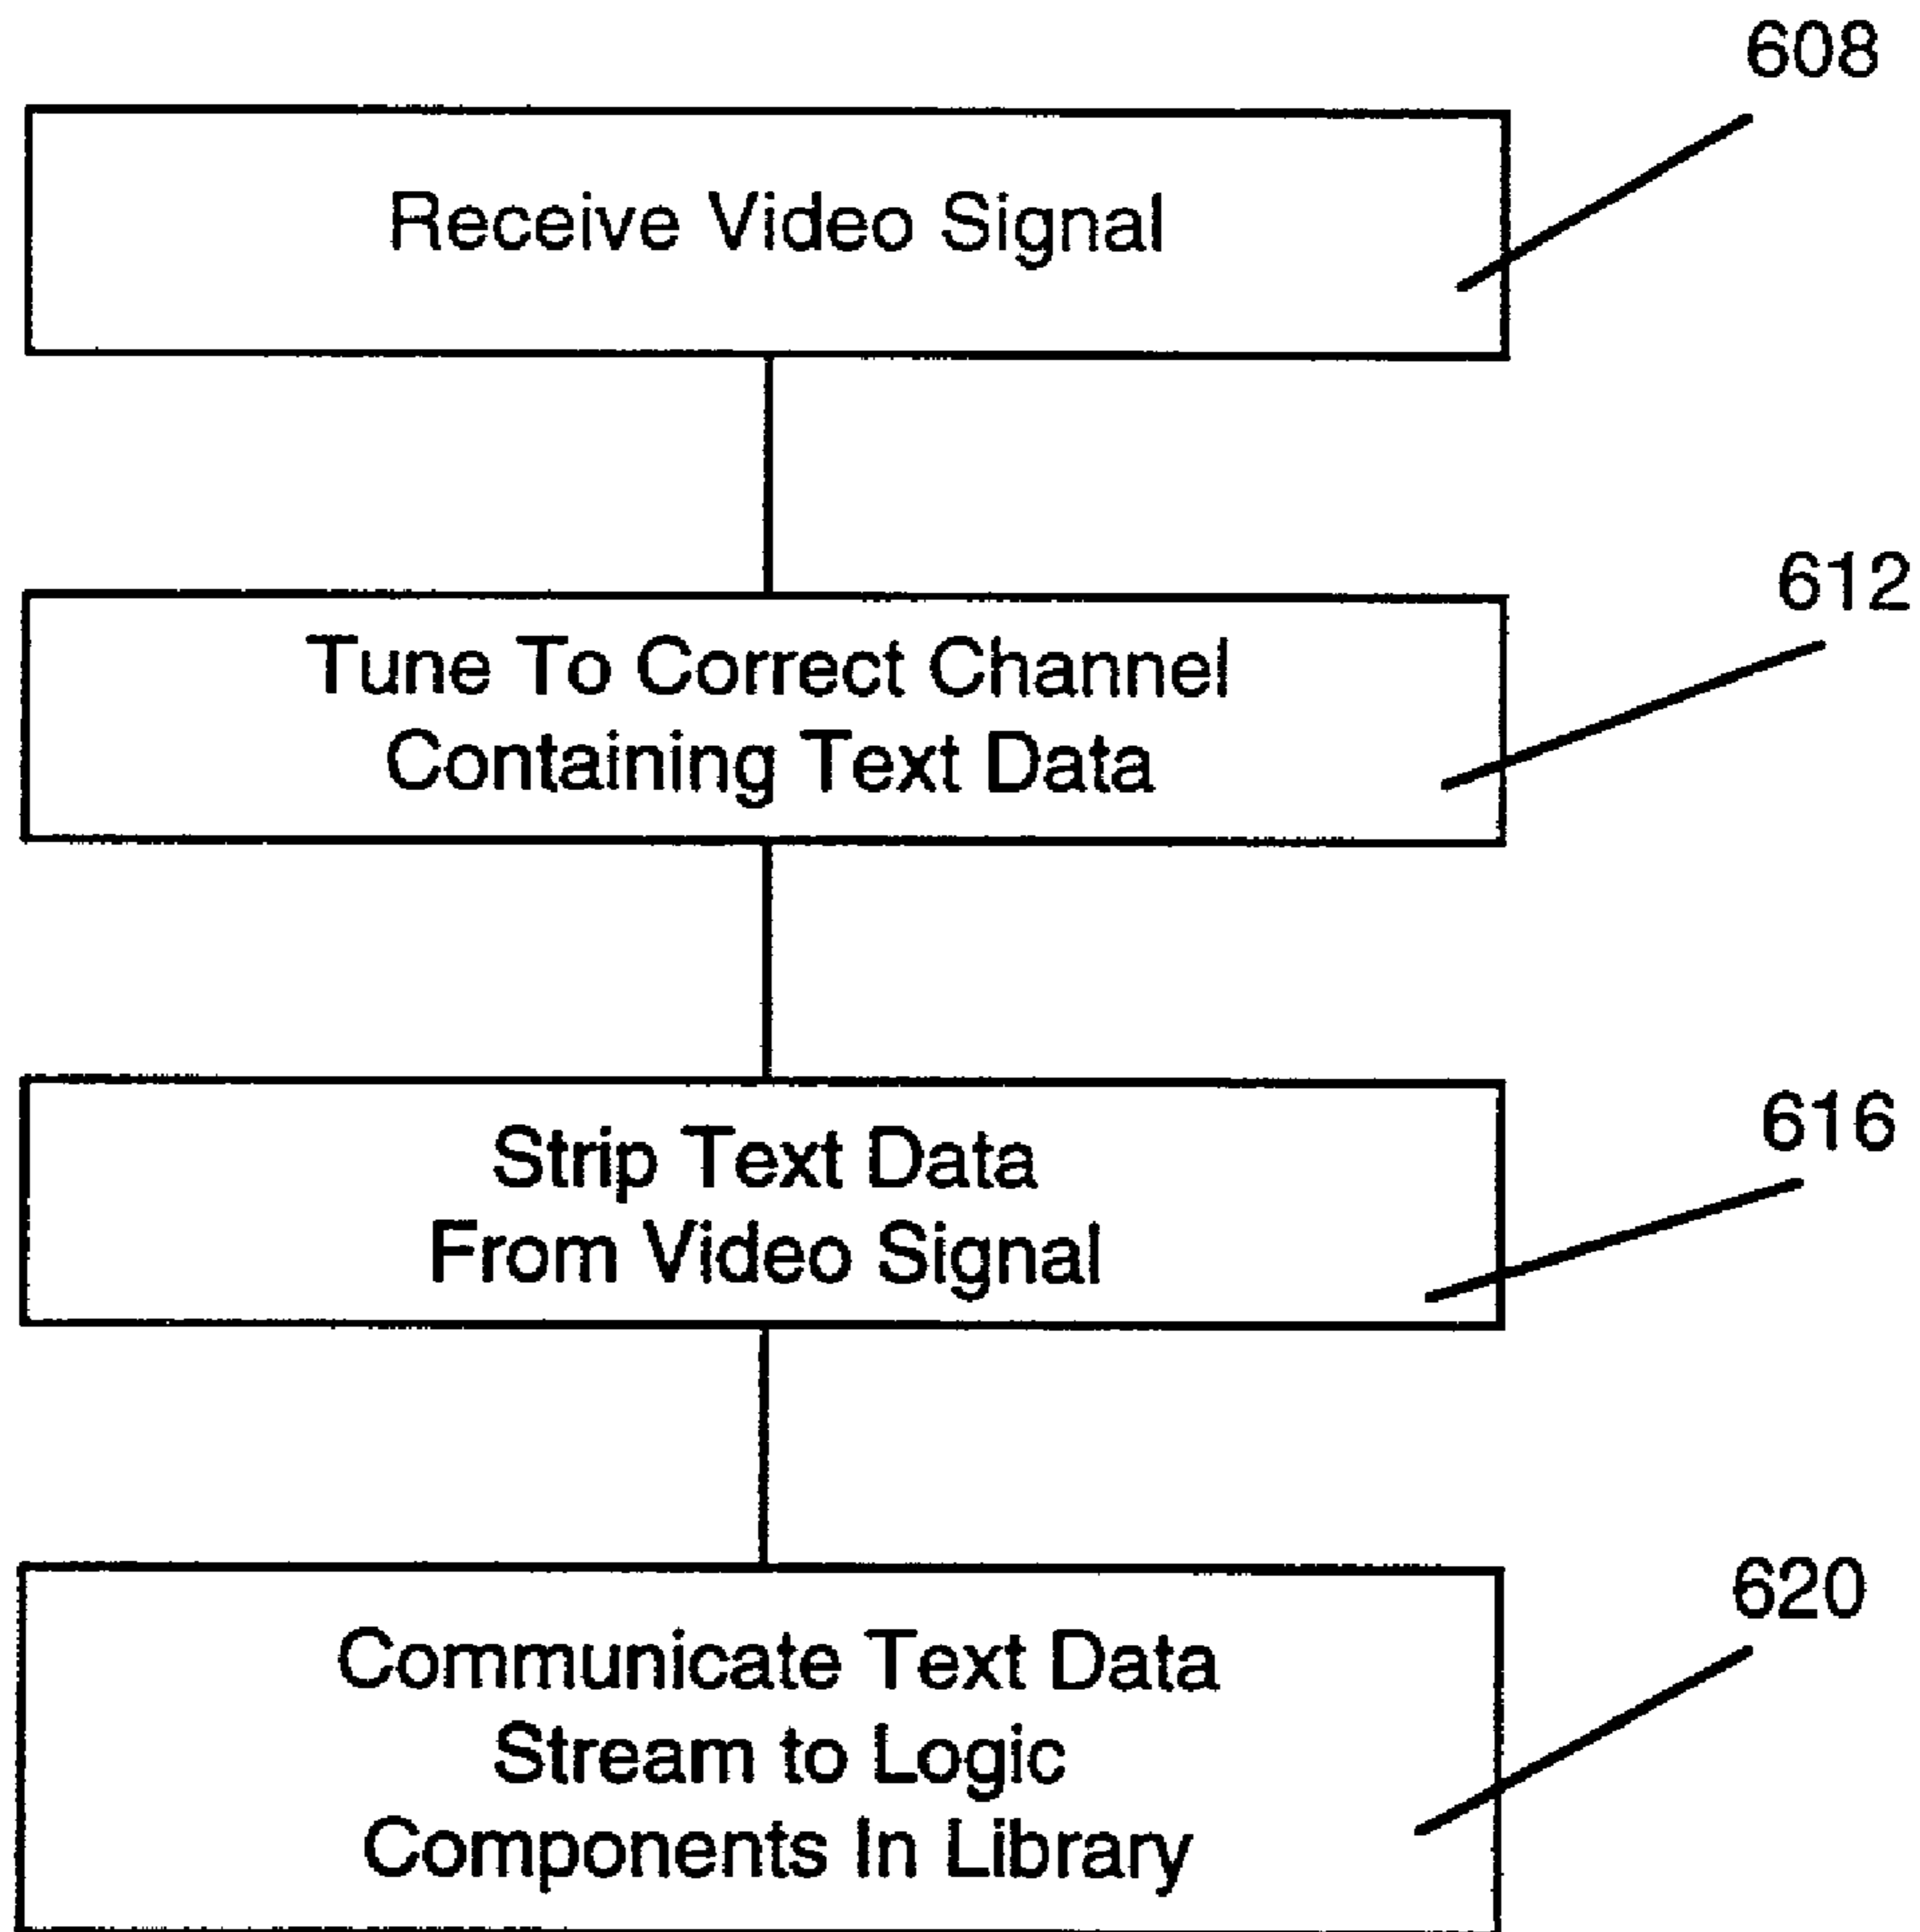 608
Receive Video Signal
612
Tune To Correct Channel
Containing Text Data
616
Strip Text Data
From Video Signal
620
Communicate Text Data
Stream to Logic
Components In Library